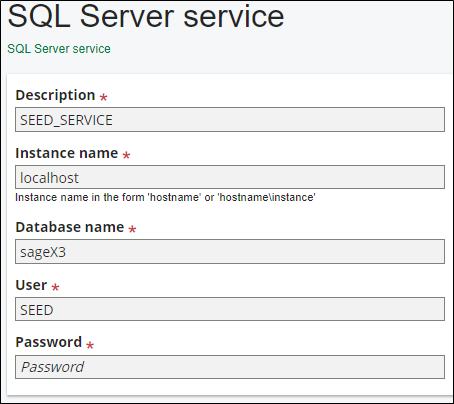 SQL Server service
SQL Server service
Description *
SEED_SERVICE
Instance name *
localhost
Instance name in the form 'hostname' or 'hostname\instance'
Database name *
sageX3
User *
SEED
Password *
Password